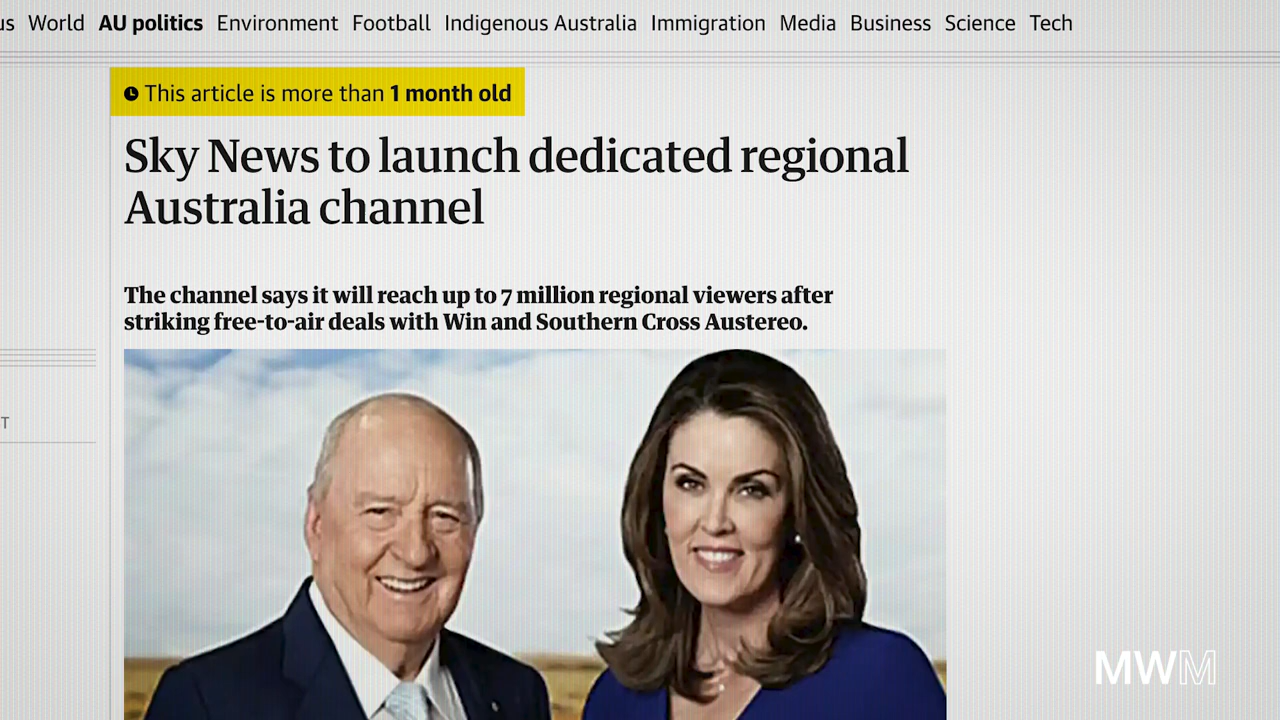 us World AU politics Environment Football Indigenous Australia Immigration Media Business Science Tech
This article is more than 1 month old
Sky News to launch dedicated regional
Australia channel
The channel says it will reach up to 7 million regional viewers after
striking free-to-air deals with Win and Southern Cross Austereo.
T
MWM